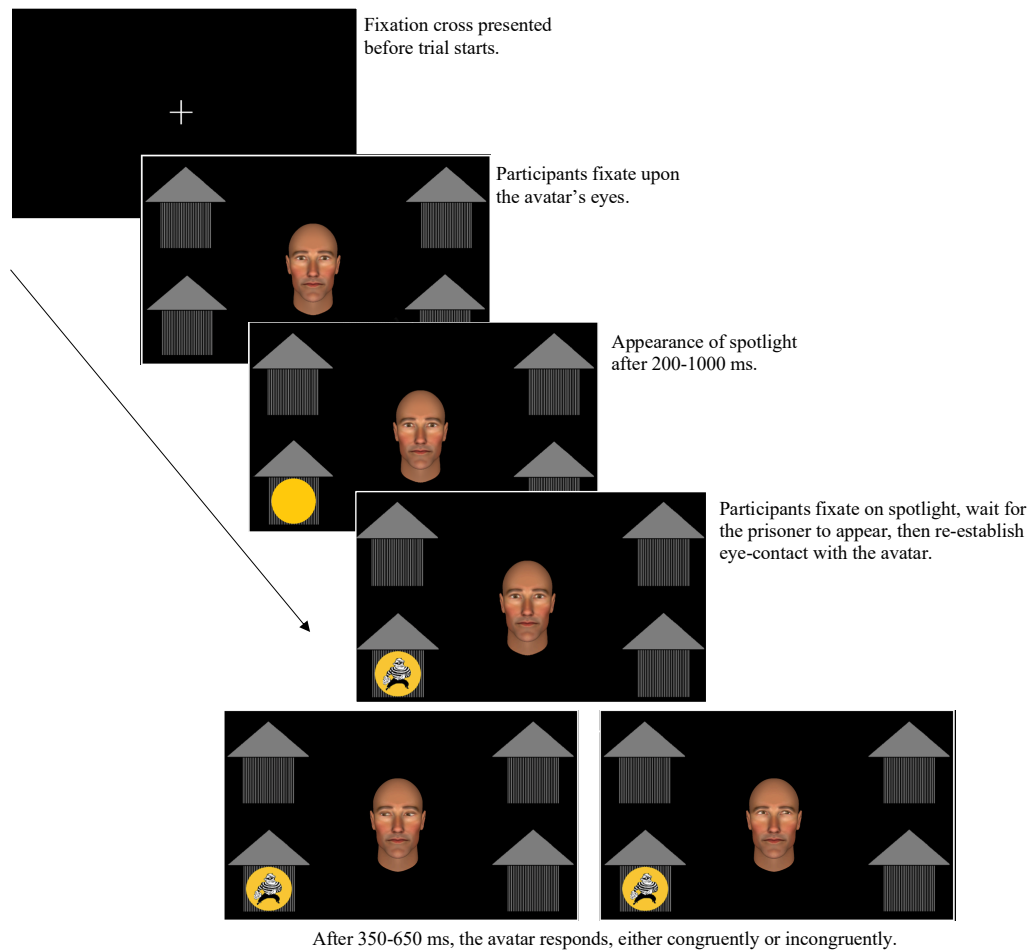 Fixation cross presented
before trial starts.
Participants fixate upon
the avatar's eyes.
Appearance of spotlight
after 200-1000 ms.
Participants fixate on spotlight, wait for
the prisoner to appear, then re-establish
eye-contact with the avatar.
After 350-650 ms, the avatar responds, either congruently or incongruently.